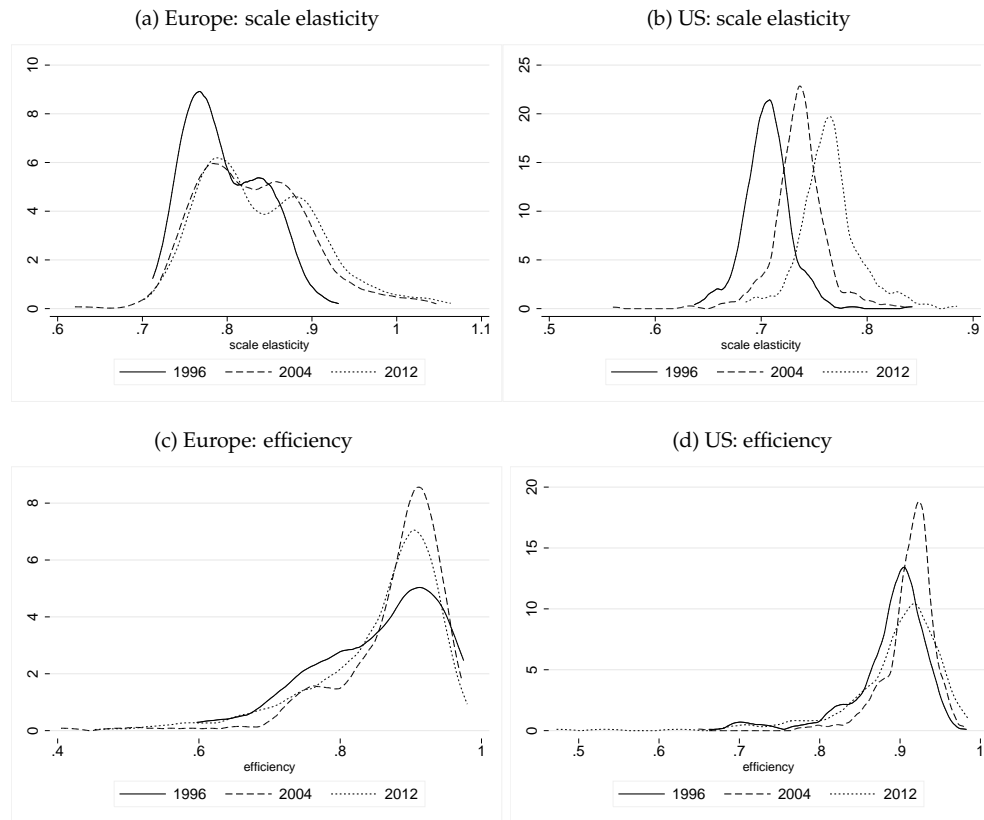 (a) Europe: scale elasticity
0 2 4 6 8 10
.6 .7 .8 .9 1 1.1
scale elasticity
1996 2004 2012
(b) US: scale elasticity
0 5 10 15 20 25
.5 .6 .7 .8 .9
scale elasticity
1996 2004 2012
(c) Europe: efficiency
0 2 4 6 8
.4 .6 .8 1
efficiency
1996 2004 2012
(d) US: efficiency
0 5 10 15 20
.5 .6 .7 .8 .9 1
efficiency
1996 2004 2012